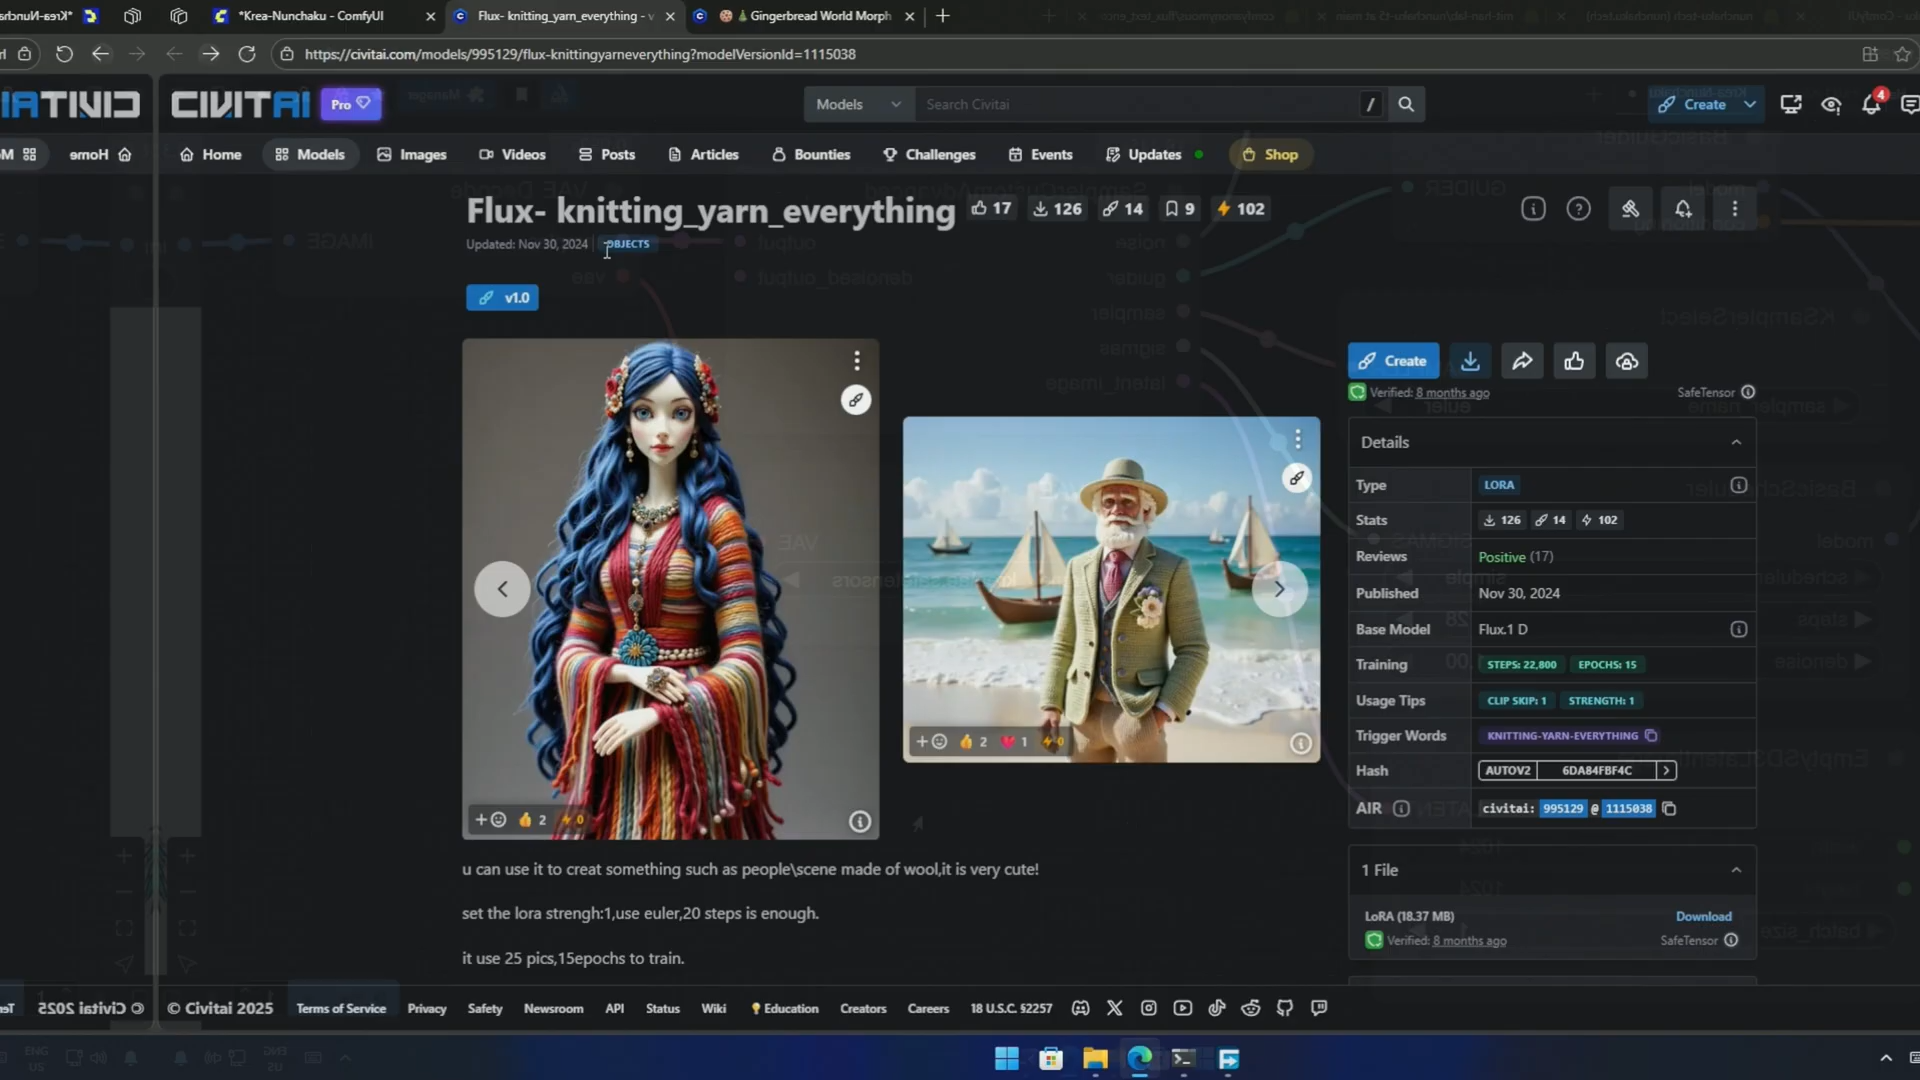 *Krea-Nunchaku - ComfyUI
Flux- knitting_yarn_everything - v
Gingerbread World Morph
https://civitai.com/models/995129/flux-knittingyarneverything?modelVersionId=1115038
CIVITAI
Pro
Models
Search Civitai
/
Create
4
Home
Models
Images
Videos
Posts
Articles
Bounties
Challenges
Events
Updates
Shop
Flux- knitting_yarn_everything
17
126
14
9
102
Updated: Nov 30, 2024
OBJECTS
v1.0
Create
Verified: 8 months ago
SafeTensor
Details
Type
LORA
Stats
126
14
102
Reviews
Positive (17)
Published
Nov 30, 2024
Base Model
Flux.1 D
Training
STEPS: 22,800
EPOCHS: 15
Usage Tips
CLIP SKIP: 1
STRENGTH: 1
Trigger Words
KNITTING-YARN-EVERYTHING
Hash
AUTOV2
6DA84FBF4C
AIR
civitai: 995129 @ 1115038
2
1
0
2
0
1 File
LoRA (18.37 MB)
Download
Verified: 8 months ago
SafeTensor
u can use it to creat something such as people\scene made of wool,it is very cute!
set the lora strengh:1,use euler,20 steps is enough.
it use 25 pics,15epochs to train.
© Civitai 2025
Terms of Service
Privacy
Safety
Newsroom
API
Status
Wiki
Education
Creators
Careers
18 U.S.C. §2257